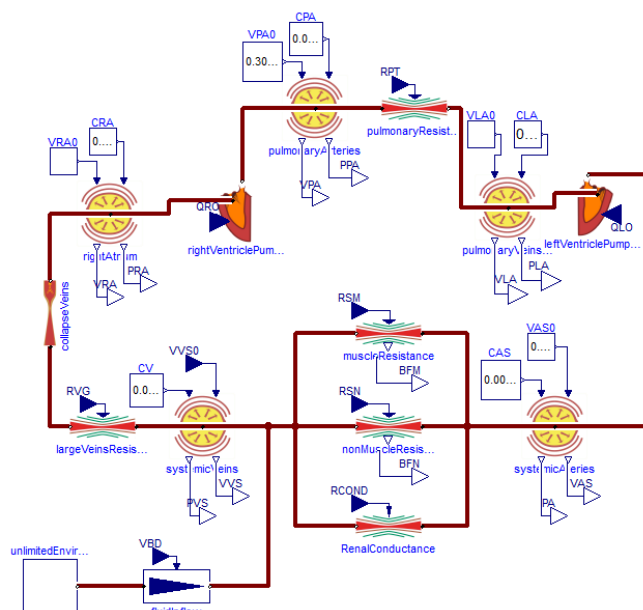 CPA
VPA0
0.0...
0.30...
RPT
CRA
VRA0
0....
VLA0
CLA
0...
pulmonaryArteries
pulmonaryResist...
PPA
VPA
QRO
rightVentriclePum...
QLO
leftVentriclePump...
rightAtrium
pulmonaryVeins...
PRA
VRA
PLA
VLA
collapseVeins
RSM
muscleResistance
BFM
VVS0
CV
0.0...
RVG
VAS0
0....
CAS
0.00...
RSN
largeVeinsResis...
systemicVeins
nonMuscleResis...
systemicArteries
BFN
VVS
PVS
VAS
PA
RCOND
RenalConductance
VBD
unlimitedEnvir...